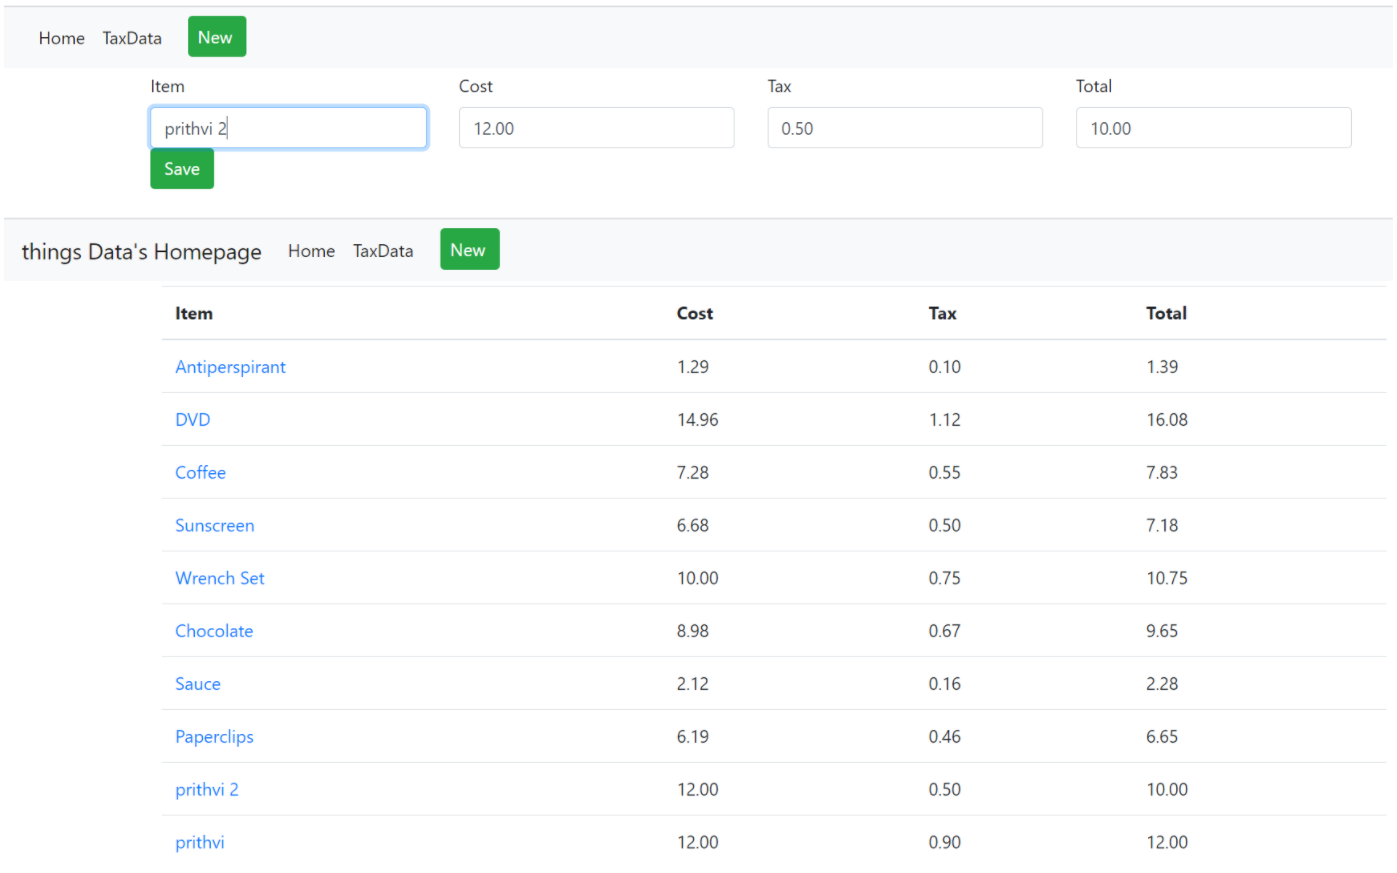 Home TaxData New
Item Cost Tax Total
prithvi 2 12.00 0.50 10.00
Save
things Data's Homepage Home TaxData New
Item Cost Tax Total
Antiperspirant 1.29 0.10 1.39
DVD 14.96 1.12 16.08
Coffee 7.28 0.55 7.83
Sunscreen 6.68 0.50 7.18
Wrench Set 10.00 0.75 10.75
Chocolate 8.98 0.67 9.65
Sauce 2.12 0.16 2.28
Paperclips 6.19 0.46 6.65
prithvi 2 12.00 0.50 10.00
prithvi 12.00 0.90 12.00